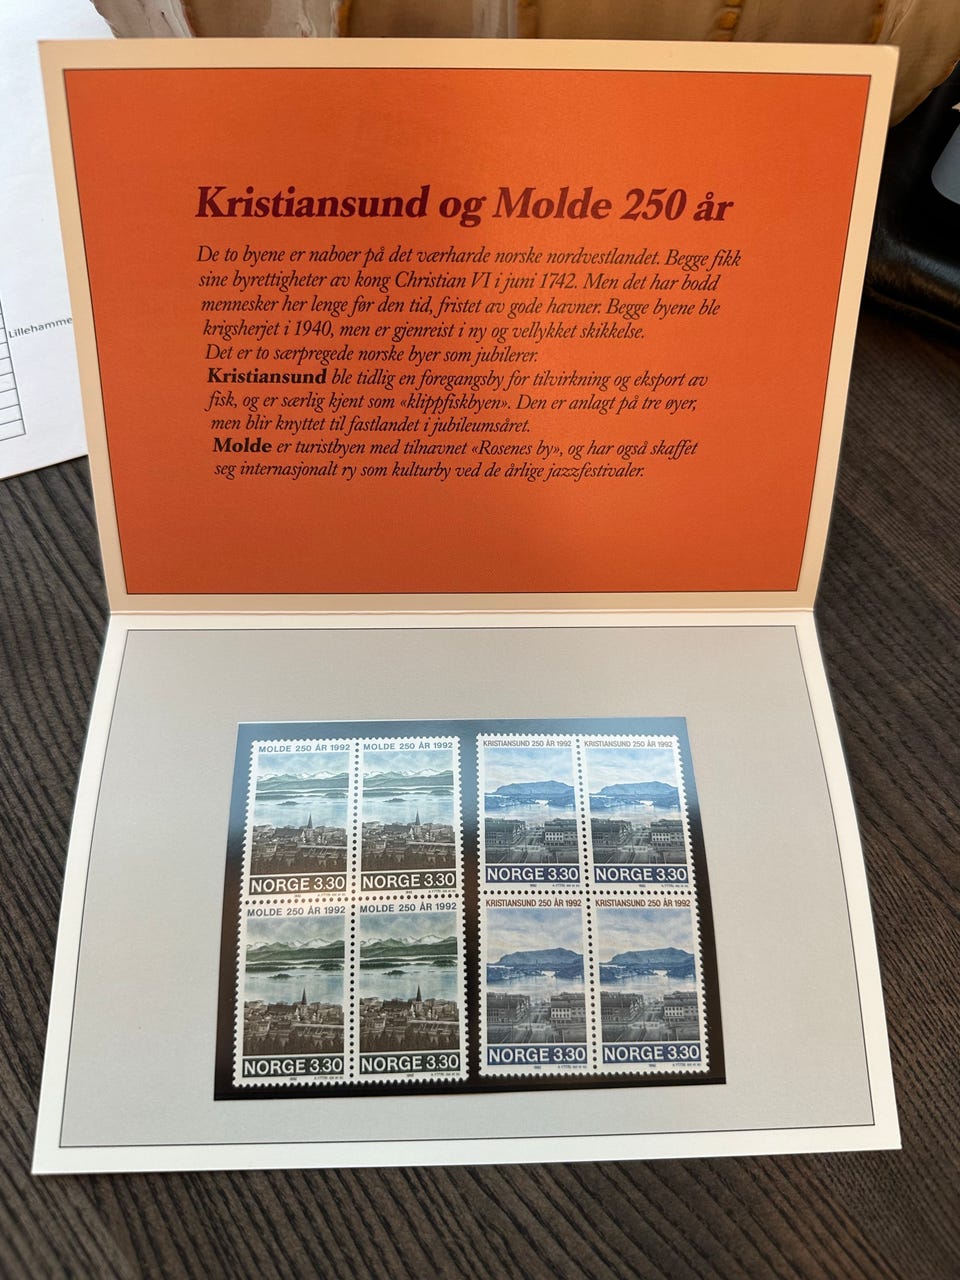 Kristiansund og Molde 250 år
De to byene er naboer på det værharde norske nordvestlandet. Begge fikk
sine byrettigheter av kong Christian VI i juni 1742. Men det har bodd
mennesker her lenge før den tid, fristet av gode havner. Begge byene ble
krigsherjet i 1940, men er gjenreist i ny og vellykket skikkelse.
Det er to særpregede norske byer som jubilerer.
Kristiansund ble tidlig en foregangsby for tilvirkning og eksport av
fisk, og er særlig kjent som «klippfiskbyen». Den er anlagt på tre øyer,
men blir knyttet til fastlandet i jubileumsåret.
Molde er turistbyen med tilnavnet «Rosenes by», og har også skaffet
seg internasjonalt ry som kulturby ved de årlige jazzfestivaler.
Lillehamme
MOLDE 250 ÅR 1992
NORGE 3.30
MOLDE 250 ÅR 1992
NORGE 3.30
KRISTIANSUND 250 ÅR 1992
NORGE 3.30
KRISTIANSUND 250 ÅR 1992
NORGE 3.30
MOLDE 250 ÅR 1992
NORGE 3.30
1992
MOLDE 250 ÅR 1992
NORGE 3.30
1992
KRISTIANSUND 250 ÅR 1992
NORGE 3.30
1992
KRISTIANSUND 250 ÅR 1992
NORGE 3.30
1992